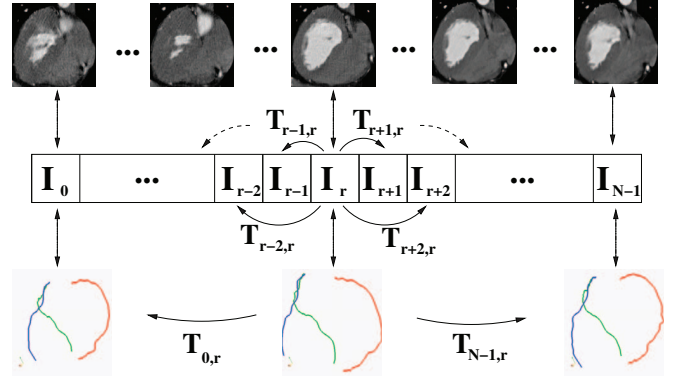 ••• ••• ••• •••
T r-1,r T r+1,r
I 0 ••• I r-2 I r-1 I r I r+1 I r+2 ••• I N-1
T r-2,r T r+2,r
T 0,r T N-1,r